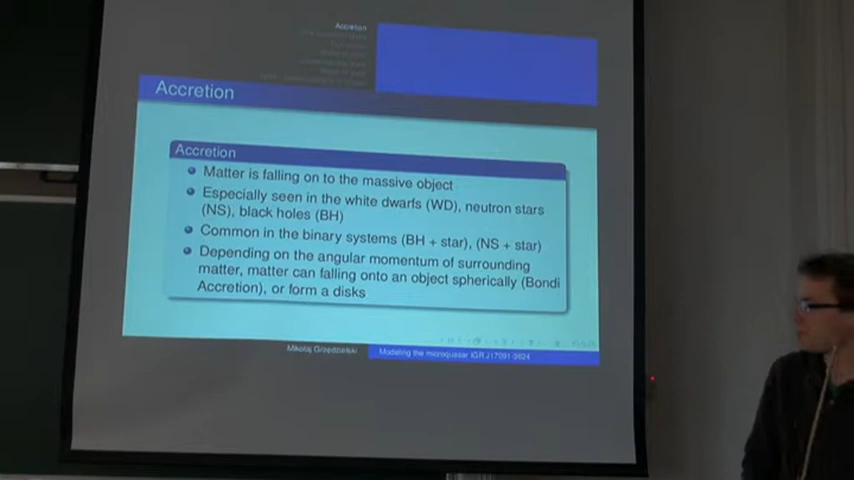 Accretion
Accretion
Accretion
Matter is falling on to the massive object
Especially seen in the white dwarfs (WD), neutron stars
(NS), black holes (BH)
Common in the binary systems (BH + star), (NS + star)
Depending on the angular momentum of surrounding
matter, matter can falling onto an object spherically (Bondi
Accretion), or form a disks
Mikołaj Grzędzielski
Modeling the microquasar IGR J17091-3624